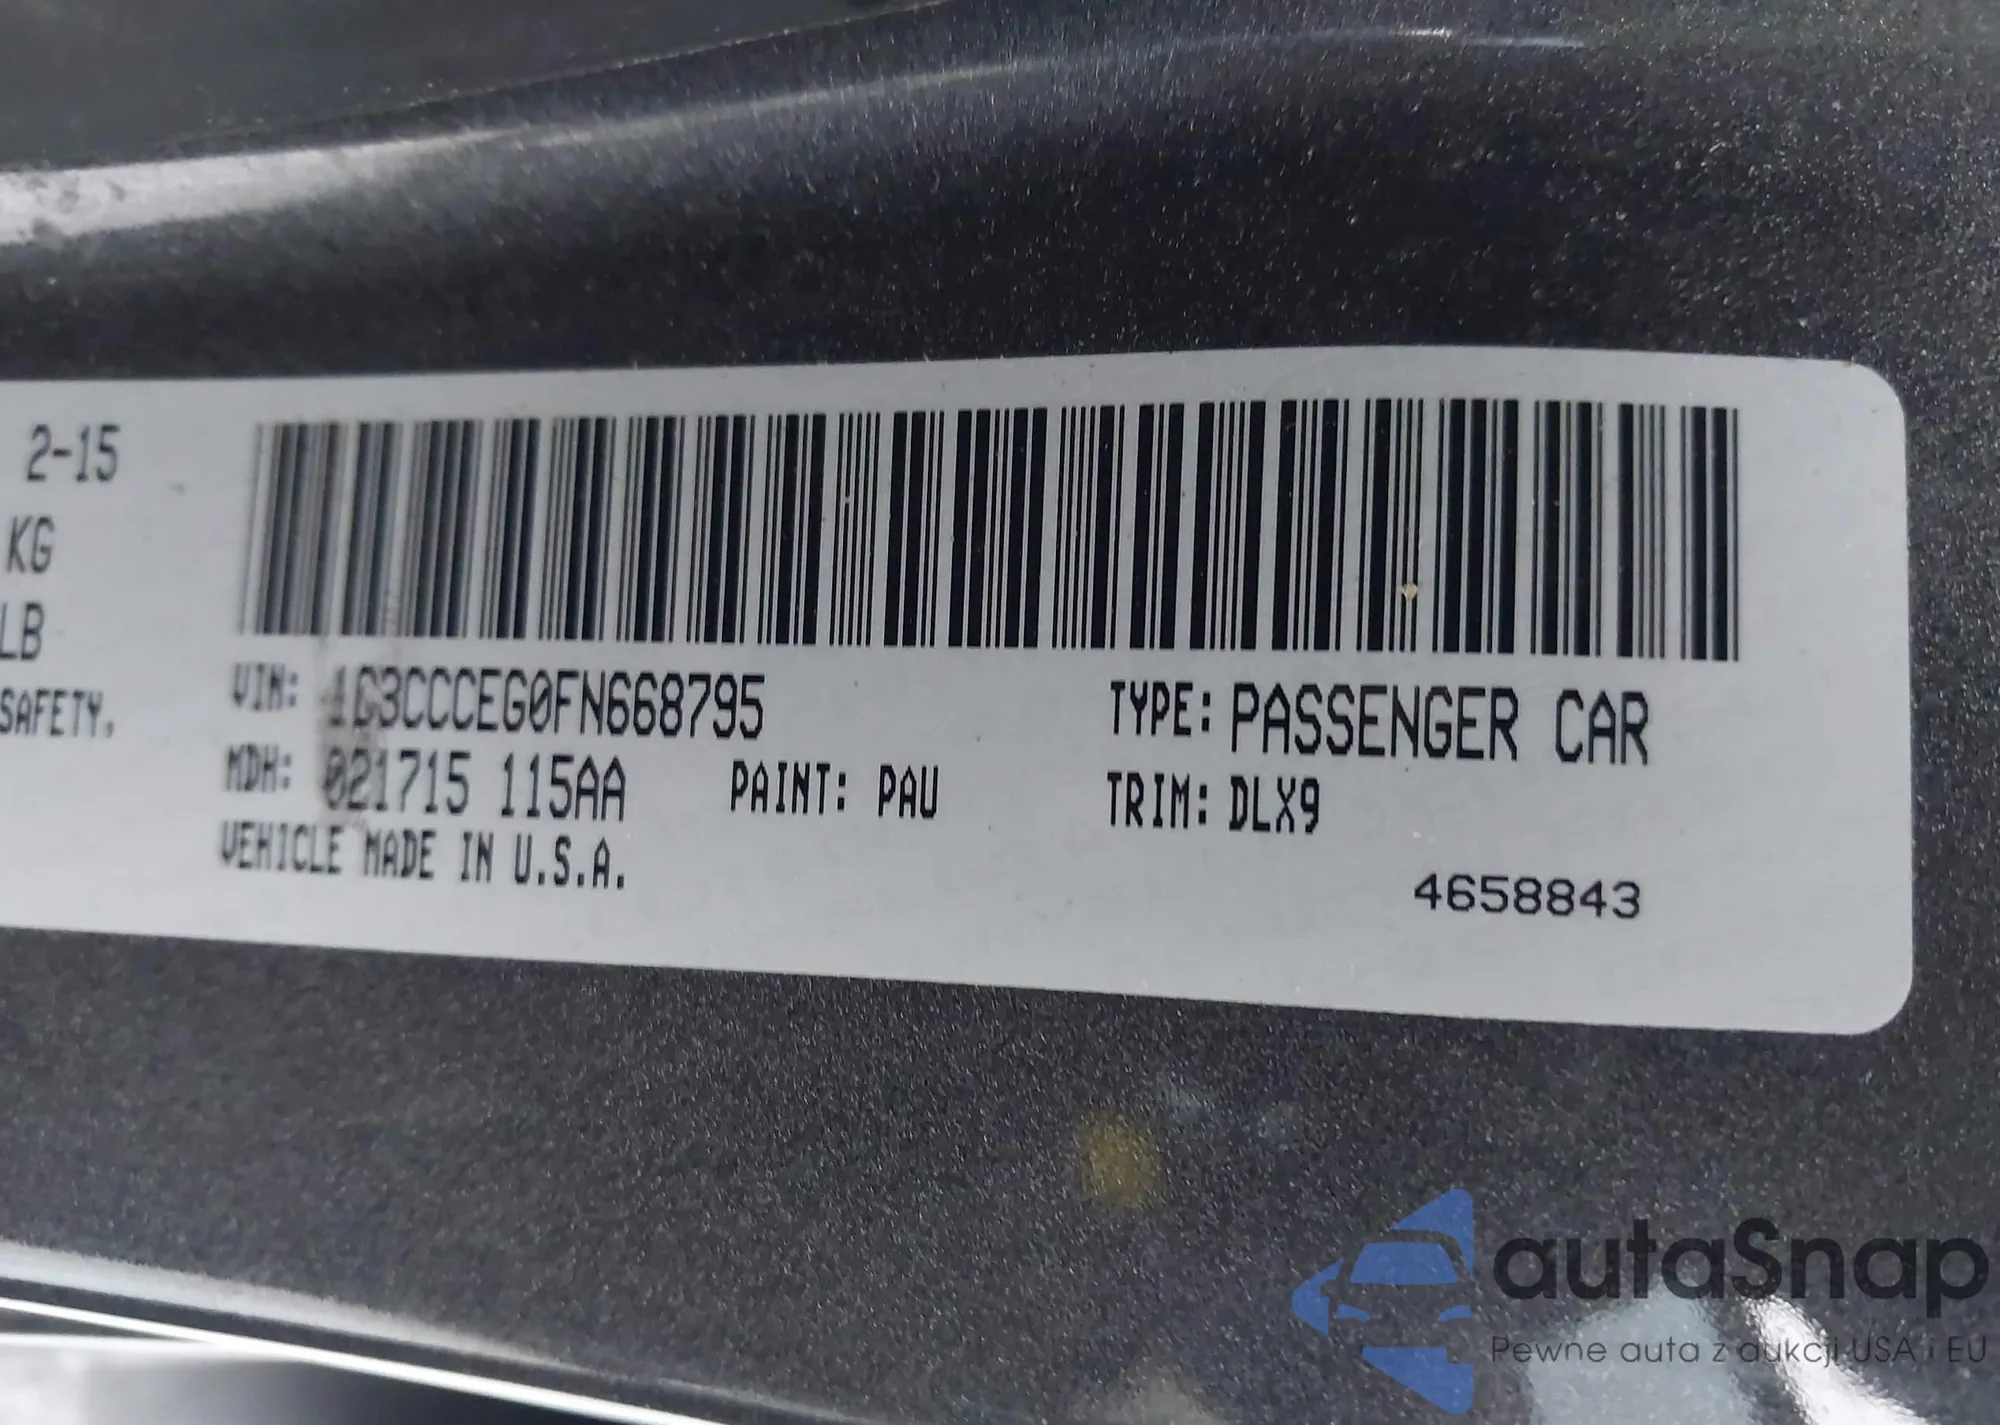 2-15
KG
LB
SAFETY.
VIN: 1C3CCCEG0FN668795
TYPE: PASSENGER CAR
MDH: 021715 115AA
PAINT: PAU
TRIM: DLX9
VEHICLE MADE IN U.S.A.
4658843
autaSnap
Pewne auta z aukcji USA i EU